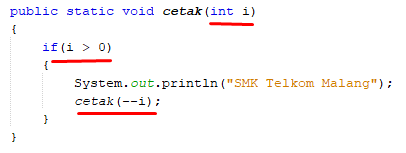 public static void cetak(int i)
{
if(i > 0)
{
System.out.println("SMK Telkom Malang");
cetak(--i);
}
}